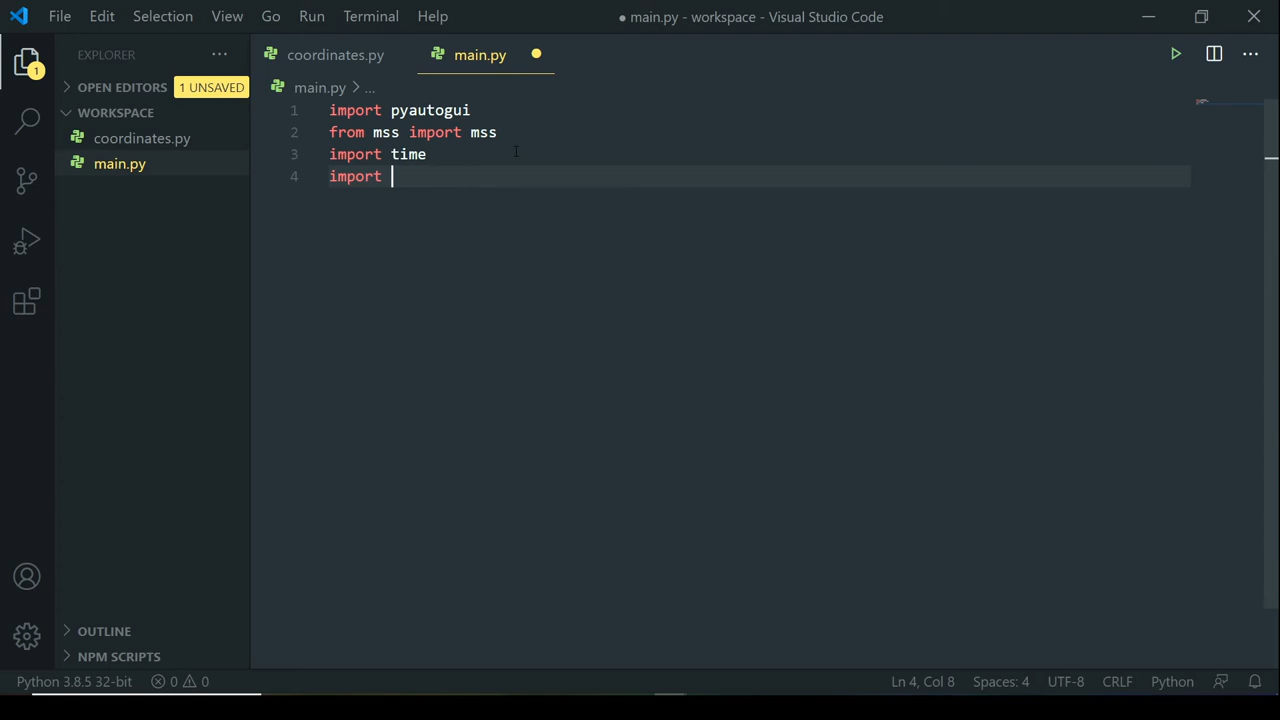 File Edit Selection View Go Run Terminal Help
● main.py - workspace - Visual Studio Code
EXPLORER ...
coordinates.py
main.py
1
OPEN EDITORS 1 UNSAVED
WORKSPACE
coordinates.py
main.py
main.py > ...
1 import pyautogui
2 from mss import mss
3 import time
4 import
OUTLINE
NPM SCRIPTS
Python 3.8.5 32-bit 0 0 Ln 4, Col 8 Spaces: 4 UTF-8 CRLF Python